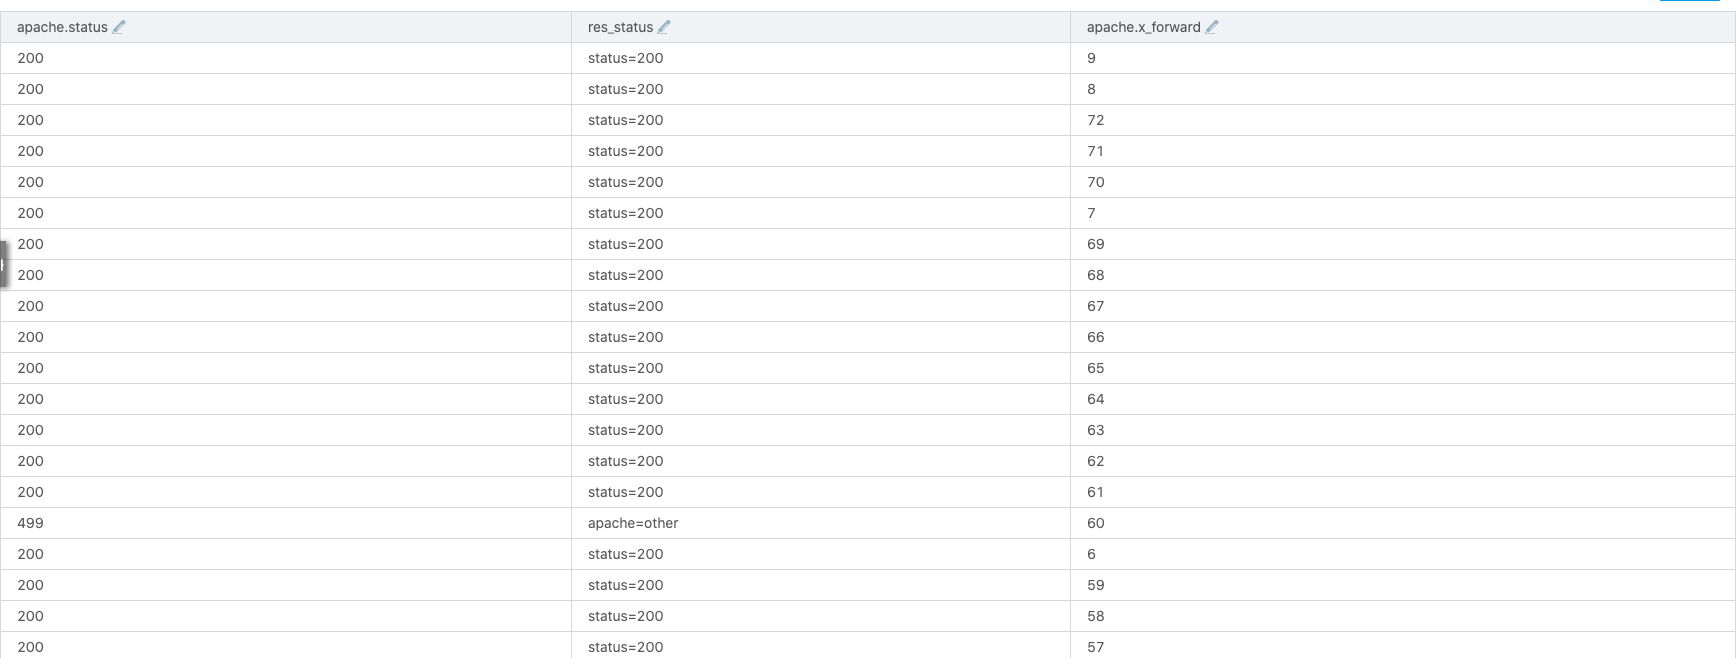 apache.status res_status apache.x_forward
200 status=200 9
200 status=200 8
200 status=200 72
200 status=200 71
200 status=200 70
200 status=200 7
200 status=200 69
200 status=200 68
200 status=200 67
200 status=200 66
200 status=200 65
200 status=200 64
200 status=200 63
200 status=200 62
200 status=200 61
499 apache=other 60
200 status=200 6
200 status=200 59
200 status=200 58
200 status=200 57